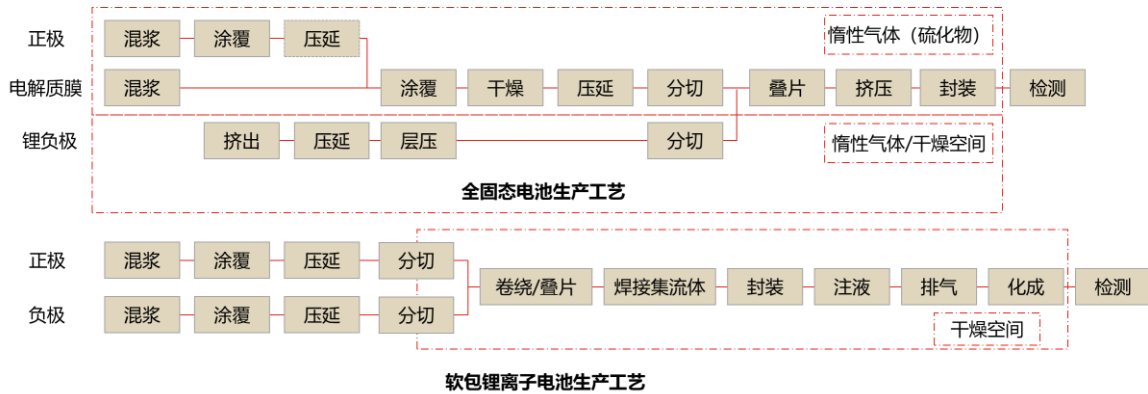 正极 混浆 涂覆 压延 惰性气体（硫化物）
电解质膜 混浆 涂覆 干燥 压延 分切 叠片 挤压 封装 检测
锂负极 挤出 压延 层压 分切 惰性气体/干燥空间
全固态电池生产工艺
正极 混浆 涂覆 压延 分切
卷绕/叠片 焊接集流体 封装 注液 排气 化成 检测
负极 混浆 涂覆 压延 分切
干燥空间
软包锂离子电池生产工艺